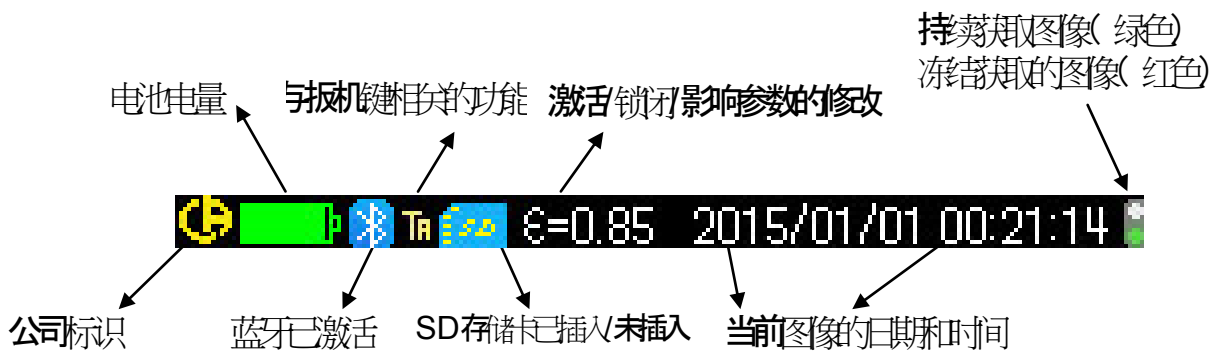 持续获取图像( 绿色)
冻结获取的图像( 红色)
电池电量
与扳机键相关的功能
激活/锁闭/影响参数的修改
CA TA SD ε=0.85 2015/01/01 00:21:14
公司标识
蓝牙已激活
SD存储卡已插入/未插入
当前图像的日期和时间